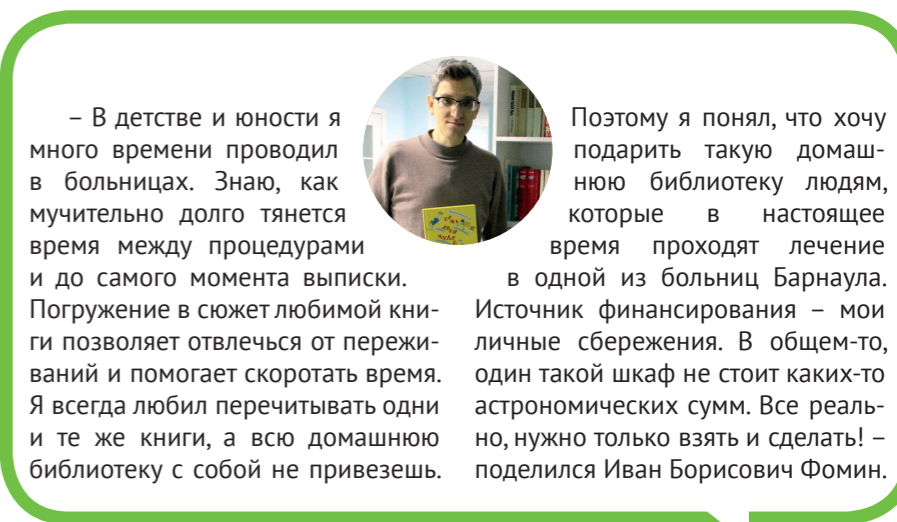 – В детстве и юности я
много времени проводил
в больницах. Знаю, как
мучительно долго тянется
время между процедурами
и до самого момента выписки.
Погружение в сюжет любимой кни-
ги позволяет отвлечься от пережи-
ваний и помогает скоротать время.
Я всегда любил перечитывать одни
и те же книги, а всю домашнюю
библиотеку с собой не привезешь.
Поэтому я понял, что хочу
подарить такую домаш-
нюю библиотеку людям,
которые в настоящее
время проходят лечение
в одной из больниц Барнаула.
Источник финансирования – мои
личные сбережения. В общем-то,
один такой шкаф не стоит каких-то
астрономических сумм. Все реаль-
но, нужно только взять и сделать! –
поделился Иван Борисович Фомин.